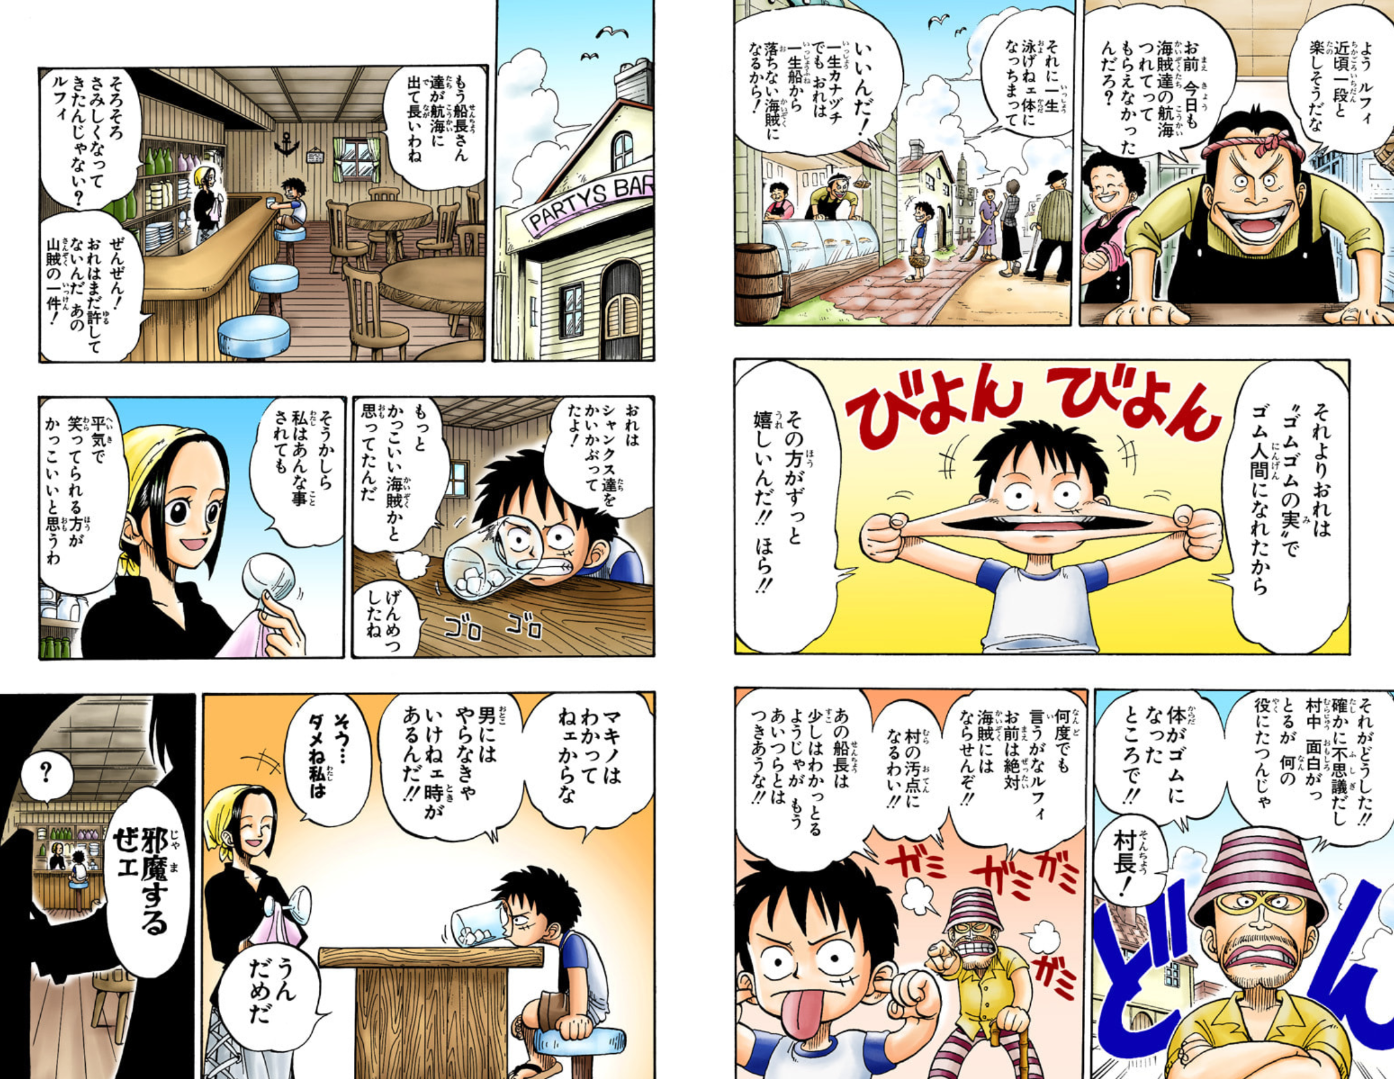 よう ルフィ
近頃一段と
楽しそうだな
お前 今日も
海賊達の航海
つれてって
もらえなかった
んだろ?
それに一生
泳げねェ体に
なっちまって
いいんだ!
一生カナヅチ
でも おれは
一生船から
落ちない海賊に
なるから!
それよりおれは
“ゴムゴムの実”で
ゴム人間になれたから
びよん びよん
その方がずっと
嬉しいんだ!! ほら!!
それがどうした!!
確かに不思議だし
村中 面白がっ
とるが 何の
役にたつんじゃ
体がゴムに
なった
ところで!!
村長!
どん
何度でも
言うがなルフィ
お前は絶対
海賊には
ならせんぞ!!
村の汚点に
なるわい!!
あの船長は
少しはわかっとる
ようじゃが もう
あいつらとは
つきあうな!!
ガミ
ガミ
ガミ
ガミ
PARTYS BAR
もう船長さん
達が航海に
出て長いわね
そろそろ
さみしくなって
きたんじゃない?
ルフィ
ぜんぜん!
おれはまだ許して
ないんだ あの
山賊の一件!
おれは
シャンクス達を
かいかぶって
たよ!
もっと
かっこいい海賊かと
思ってたんだ
げんめつ
したね
ゴロ
ゴロ
そうかしら
私はあんな事
されても
平気で
笑ってられる方が
かっこいいと思うわ
マキノは
わかって
ねェからな
男には
やらなきゃ
いけねェ時が
あるんだ!!
そう…
ダメね私は
うん
だめだ
邪魔する
ぜェ
?